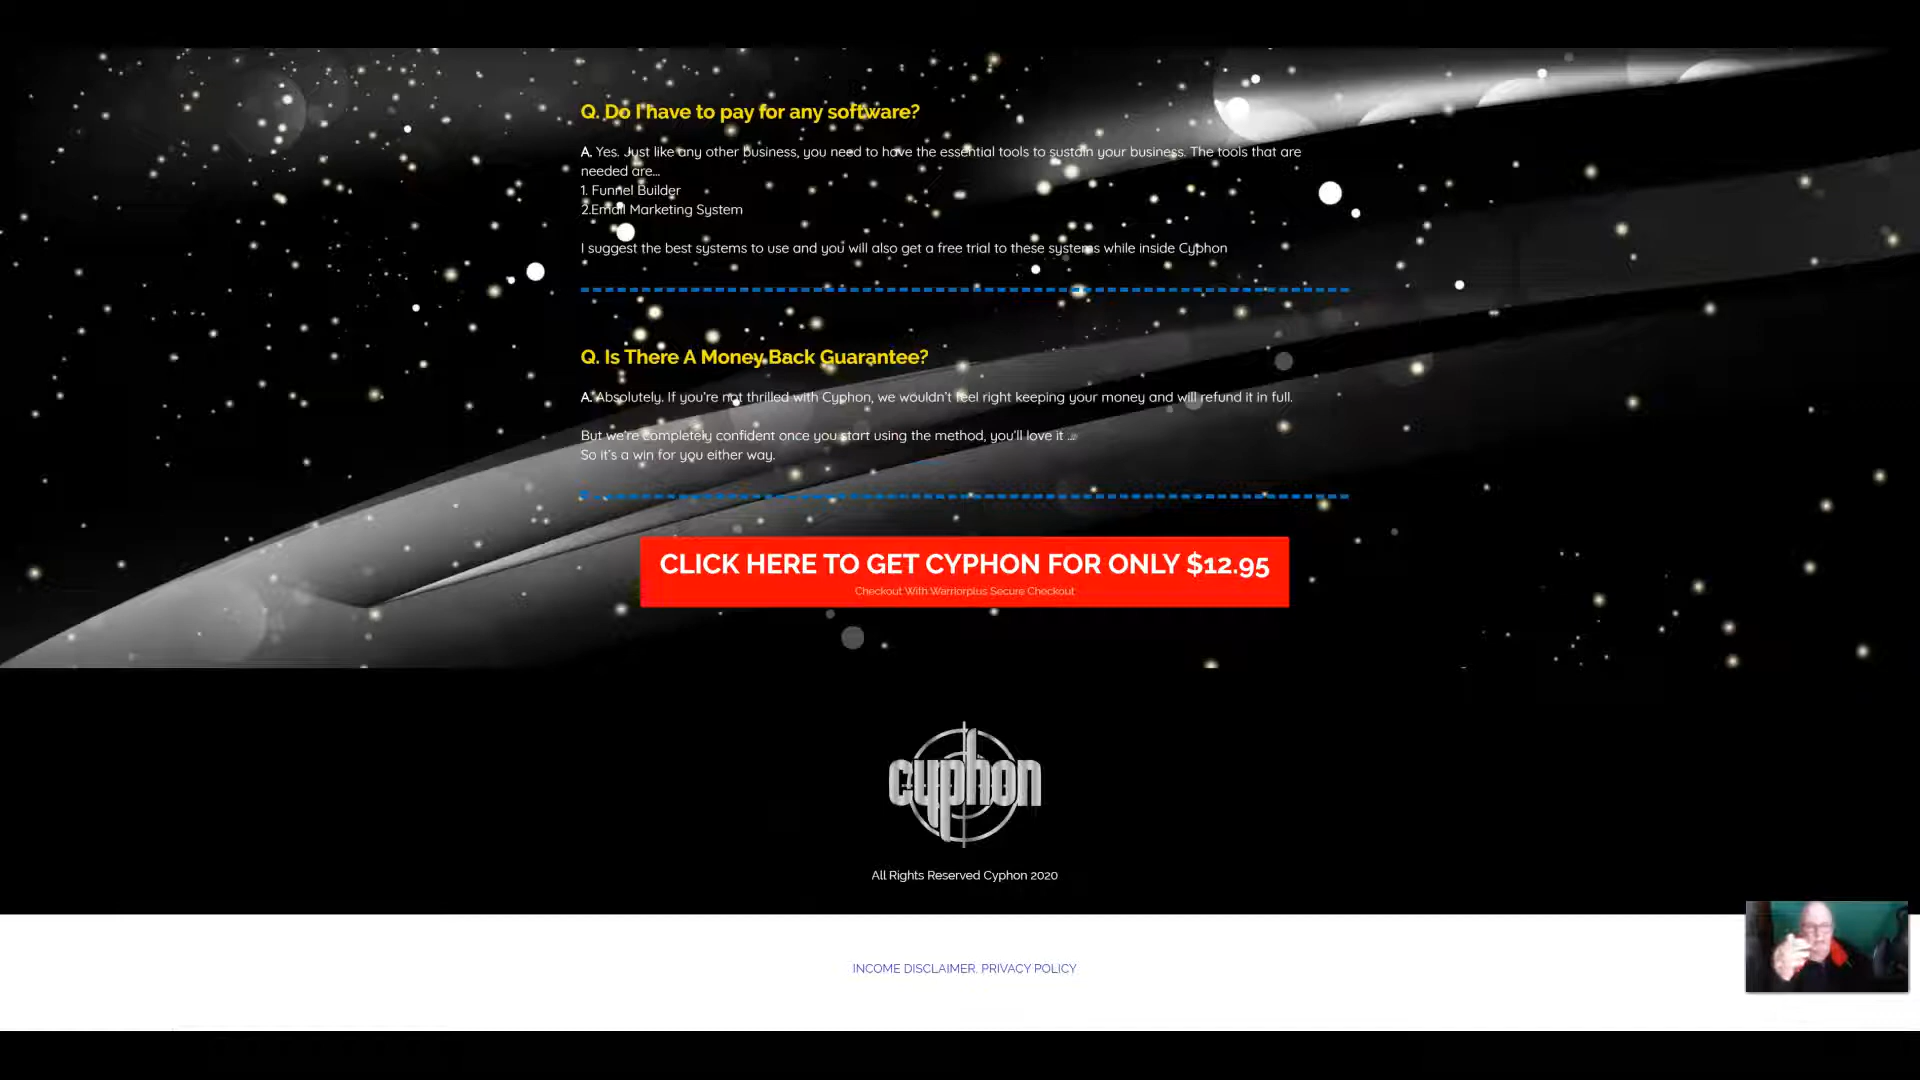 Q. Do I have to pay for any software?
A. Yes. Just like any other business, you need to have the essential tools to sustain your business. The tools that are
needed are...
1. Funnel Builder
2.Email Marketing System
I suggest the best systems to use and you will also get a free trial to these systems while inside Cyphon
Q. Is There A Money Back Guarantee?
A. Absolutely. If you're not thrilled with Cyphon, we wouldn't feel right keeping your money and will refund it in full.
But we're completely confident once you start using the method, you'll love it ...
So it's a win for you either way.
CLICK HERE TO GET CYPHON FOR ONLY $12.95
Checkout With Warriorplus Secure Checkout
cyphon
All Rights Reserved Cyphon 2020
INCOME DISCLAIMER. PRIVACY POLICY